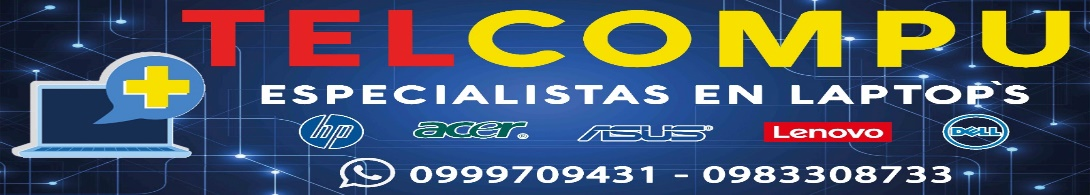 TELCOMPU
ESPECIALISTAS EN LAPTOP`S
hp acer ASUS Lenovo DELL
0999709431 - 0983308733